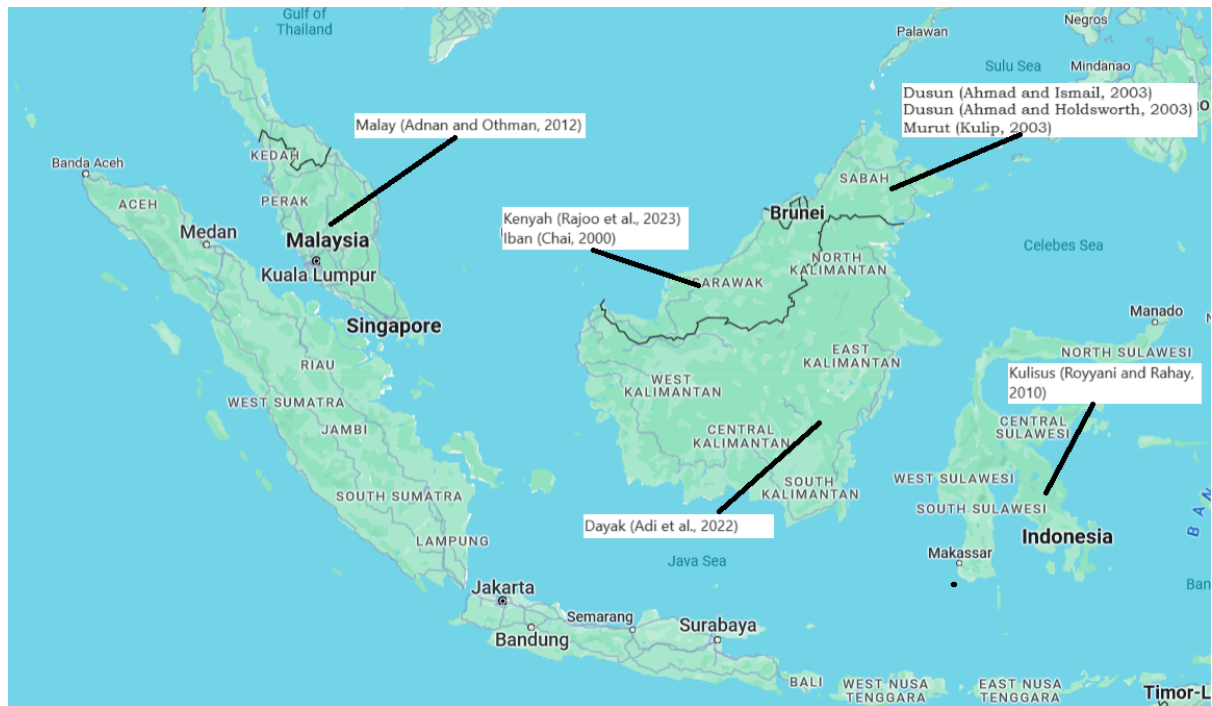 Gulf of
Thailand
Palawan
Negros
Sulu Sea
Mindanao
Dusun (Ahmad and Ismail, 2003)
Dusun (Ahmad and Holdsworth, 2003)
Murut (Kulip, 2003)
Malay (Adnan and Othman, 2012)
KEDAH
Banda Aceh
ACEH
PERAK
SABAH
Medan
Malaysia
Kuala Lumpur
Brunei
Kenyah (Rajoo et al., 2023)
Iban (Chai, 2000)
Celebes Sea
NORTH
KALIMANTAN
SARAWAK
Singapore
Manado
RIAU
EAST
KALIMANTAN
NORTH SULAWESI
Kulisus (Royyani and Rahay,
2010)
WEST
KALIMANTAN
WEST SUMATRA
JAMBI
CENTRAL
KALIMANTAN
CENTRAL
SULAWESI
SOUTH SUMATRA
SOUTH
KALIMANTAN
WEST SULAWESI
SOUTH SULAWESI
Dayak (Adi et al., 2022)
Indonesia
LAMPUNG
Java Sea
Makassar
Jakarta
Bandung
Semarang
Surabaya
BALI
WEST NUSA
TENGGARA
EAST NUSA
TENGGARA
Timor-L